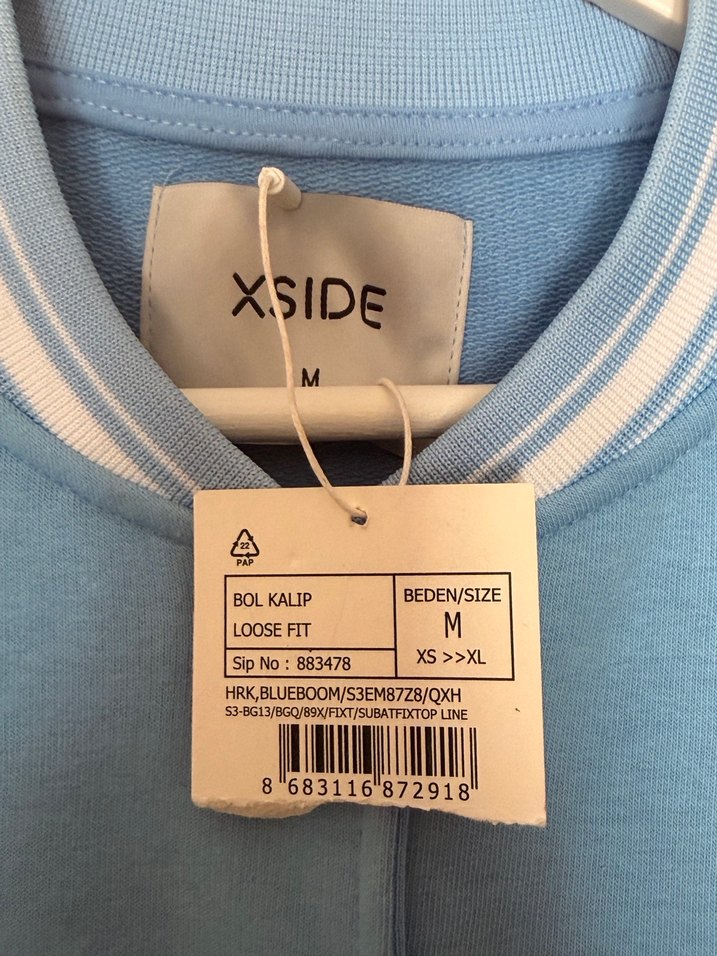 XSIDE
M
22
PAP
BOL KALIP
LOOSE FIT
Sip No : 883478
BEDEN/SIZE
M
XS >>XL
HRK,BLUEBOOM/S3EM87Z8/QXH
S3-BG13/BGQ/89X/FIXT/SUBATFIXTOP LINE
8 683116 872918